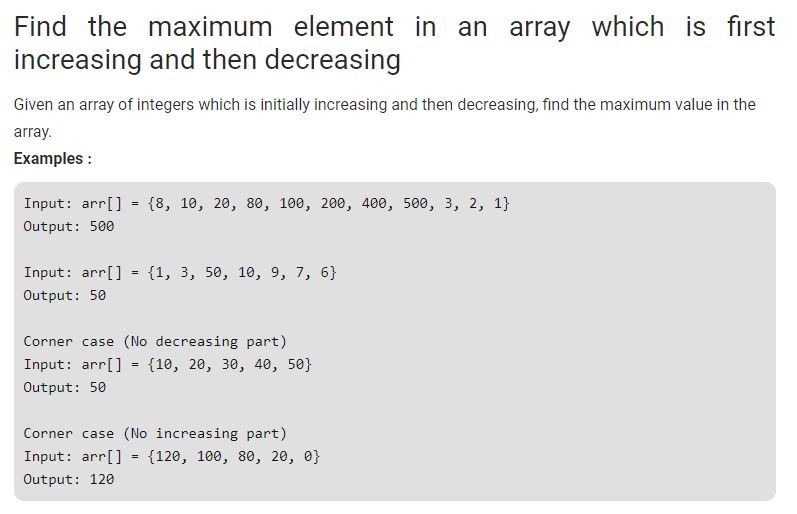 Find the maximum element in an array which is first
increasing and then decreasing
Given an array of integers which is initially increasing and then decreasing, find the maximum value in the
array.
Examples :
Input: arr[] = {8, 10, 20, 80, 100, 200, 400, 500, 3, 2, 1}
Output: 500
Input: arr[] = {1, 3, 50, 10, 9, 7, 6}
Output: 50
Corner case (No decreasing part)
Input: arr[] = {10, 20, 30, 40, 50}
Output: 50
Corner case (No increasing part)
Input: arr[] = {120, 100, 80, 20, 0}
Output: 120